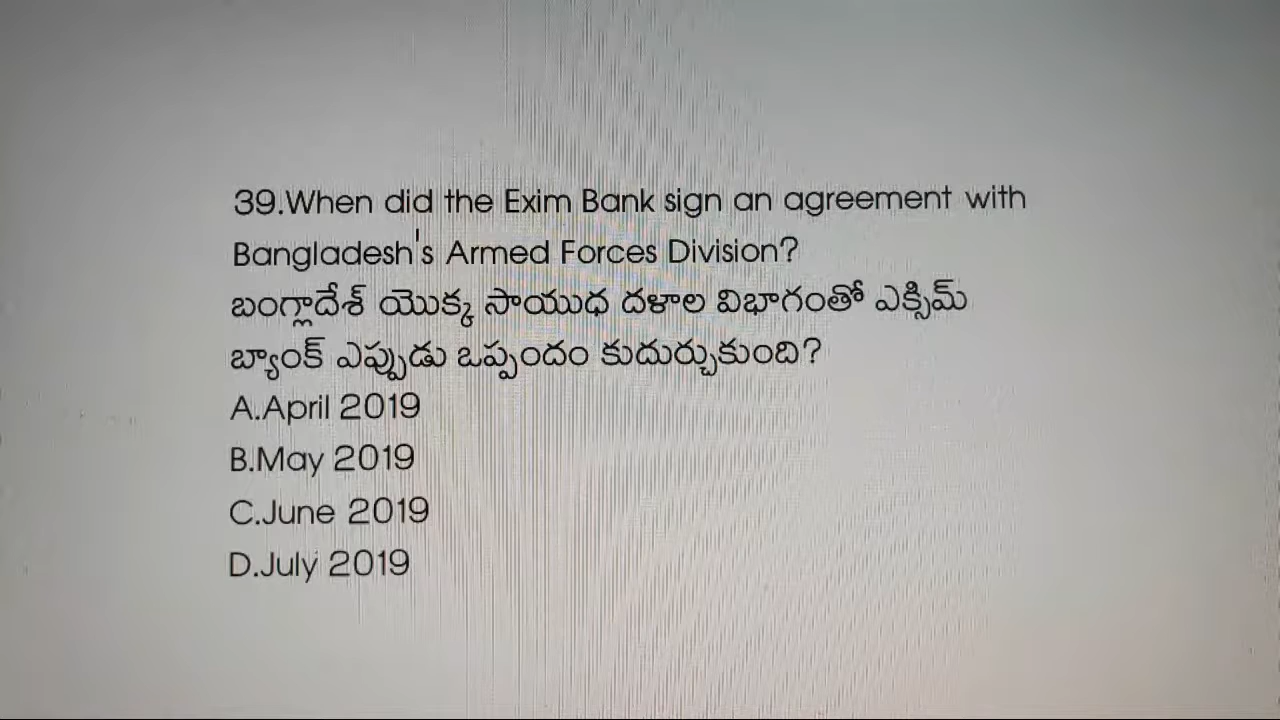 39.When did the Exim Bank sign an agreement with
Bangladesh's Armed Forces Division?
బంగ్లాదేశ్ యొక్క సాయుధ దళాల విభాగంతో ఎక్సిమ్
బ్యాంక్ ఎప్పుడు ఒప్పందం కుదుర్చుకుంది?
A.April 2019
B.May 2019
C.June 2019
D.July 2019